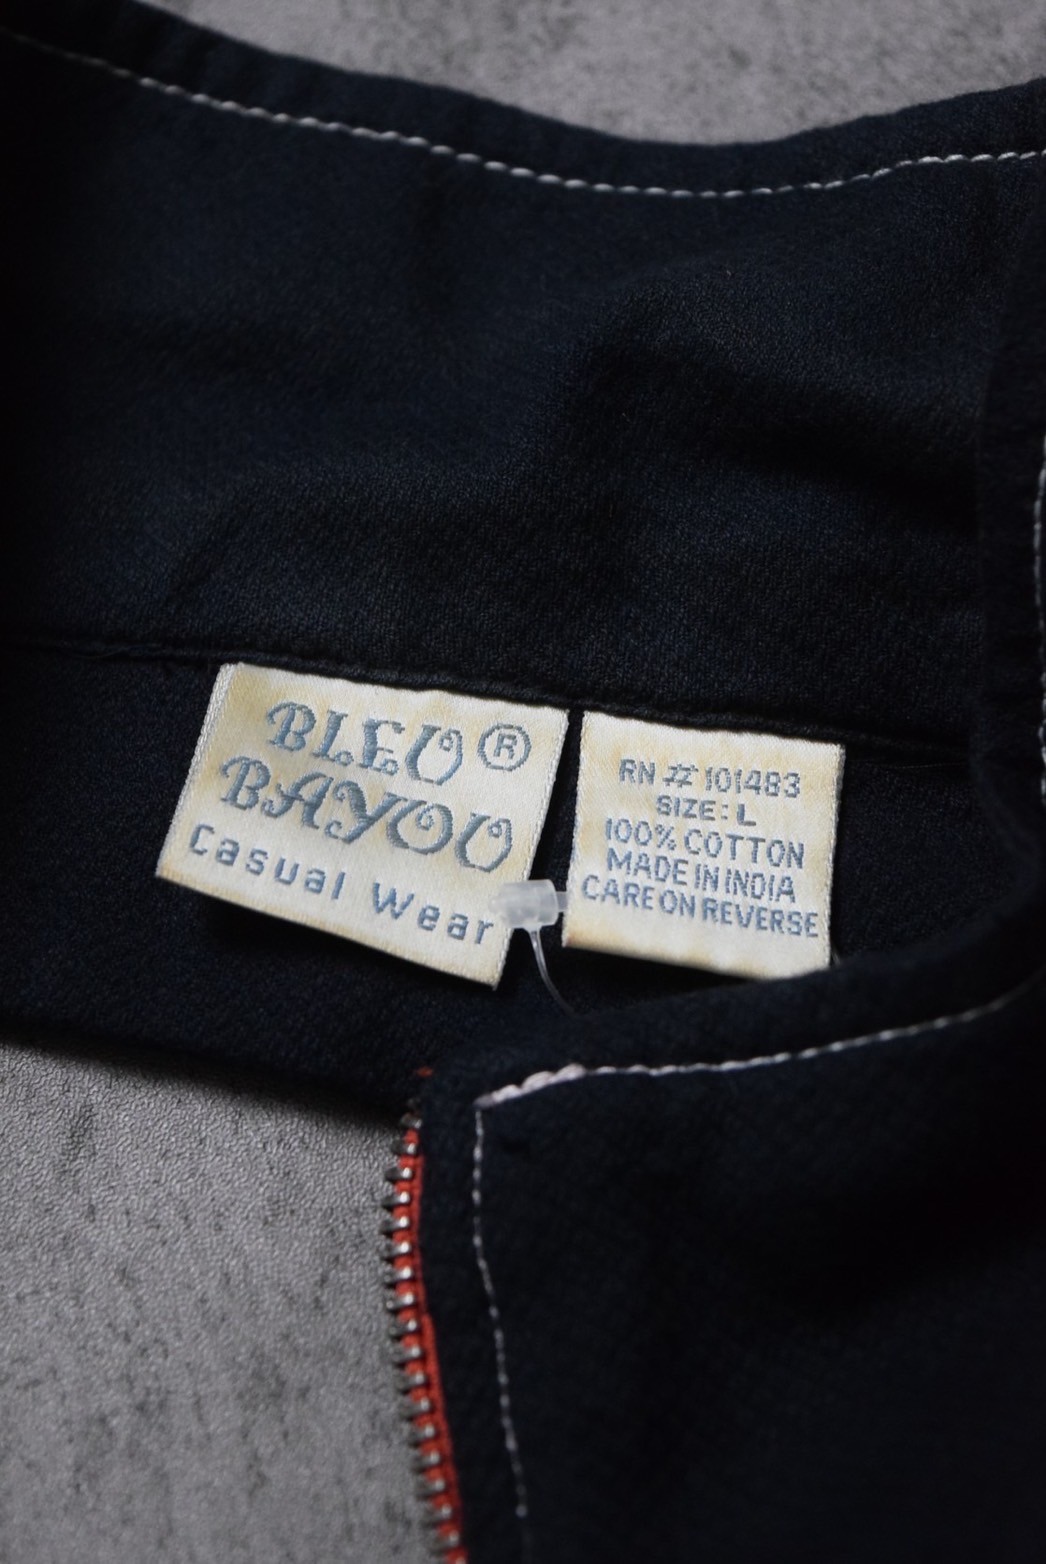 BLEU ®
BAYOU
Casual Wear
RN # 101483
SIZE: L
100% COTTON
MADE IN INDIA
CARE ON REVERSE